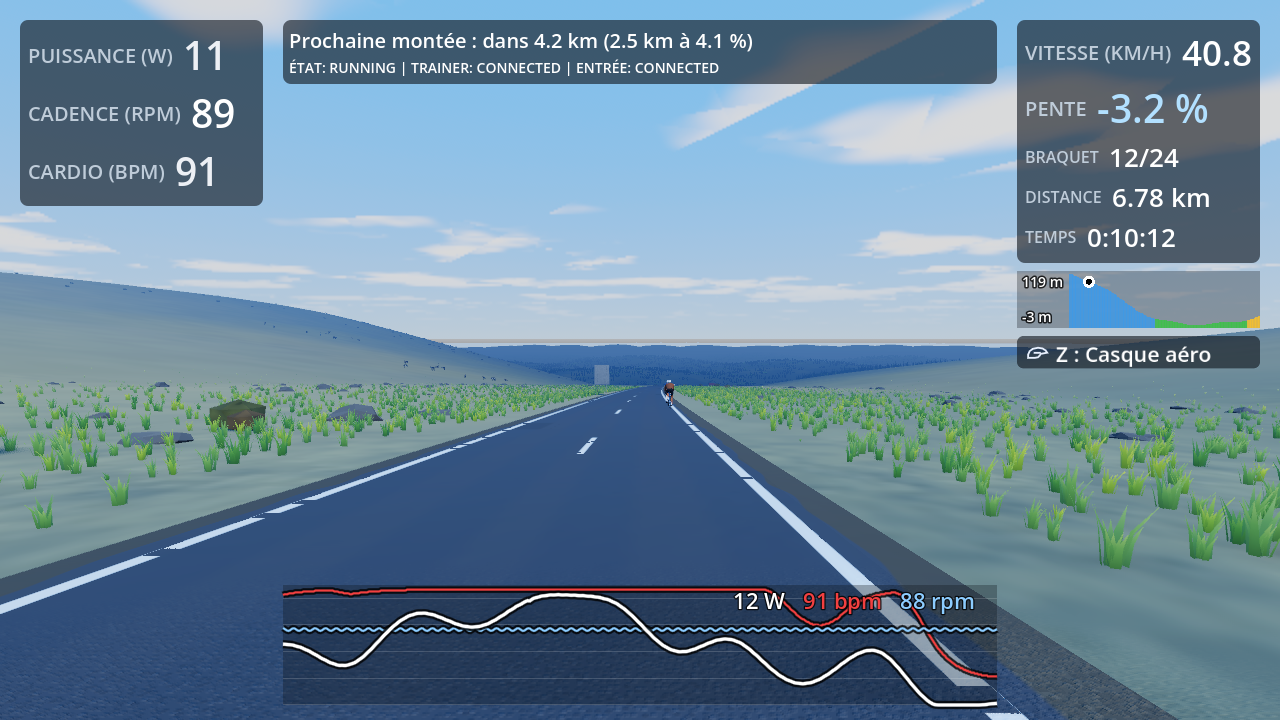 PUISSANCE (W) 11
CADENCE (RPM) 89
CARDIO (BPM) 91
Prochaine montée : dans 4.2 km (2.5 km à 4.1 %)
ÉTAT: RUNNING | TRAINER: CONNECTED | ENTRÉE: CONNECTED
VITESSE (KM/H) 40.8
PENTE -3.2 %
BRAQUET 12/24
DISTANCE 6.78 km
TEMPS 0:10:12
119 m
-3 m
Z : Casque aéro
12 W 91 bpm 88 rpm